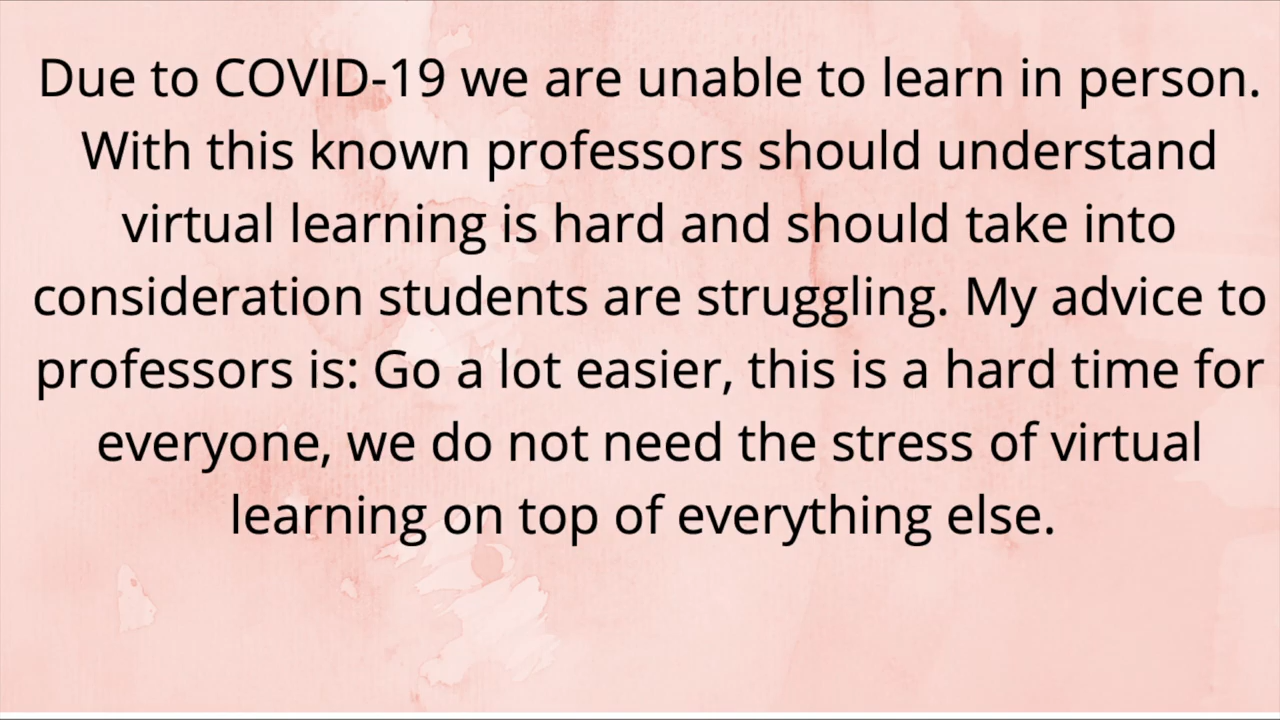 Due to COVID-19 we are unable to learn in person.
With this known professors should understand
virtual learning is hard and should take into
consideration students are struggling. My advice to
professors is: Go a lot easier, this is a hard time for
everyone, we do not need the stress of virtual
learning on top of everything else.